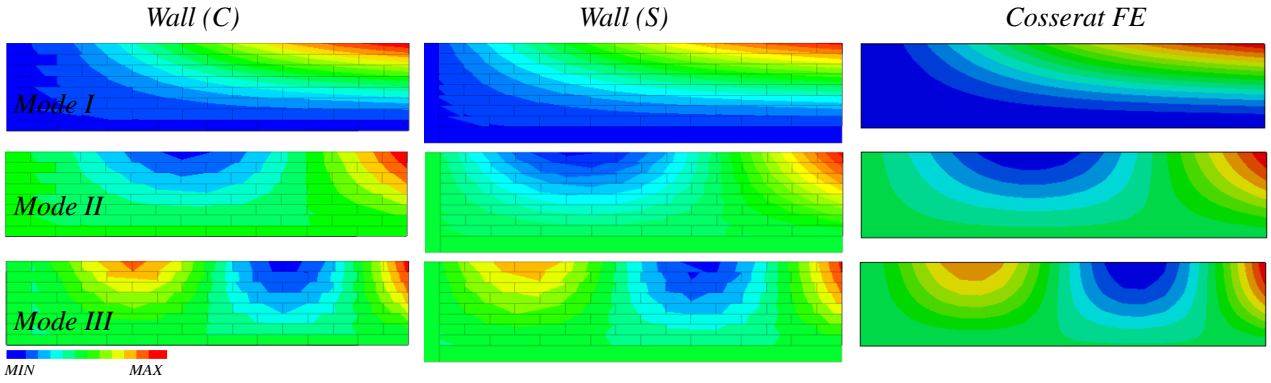 Wall (C) Wall (S) Cosserat FE
Mode I
Mode II
Mode III
MIN MAX